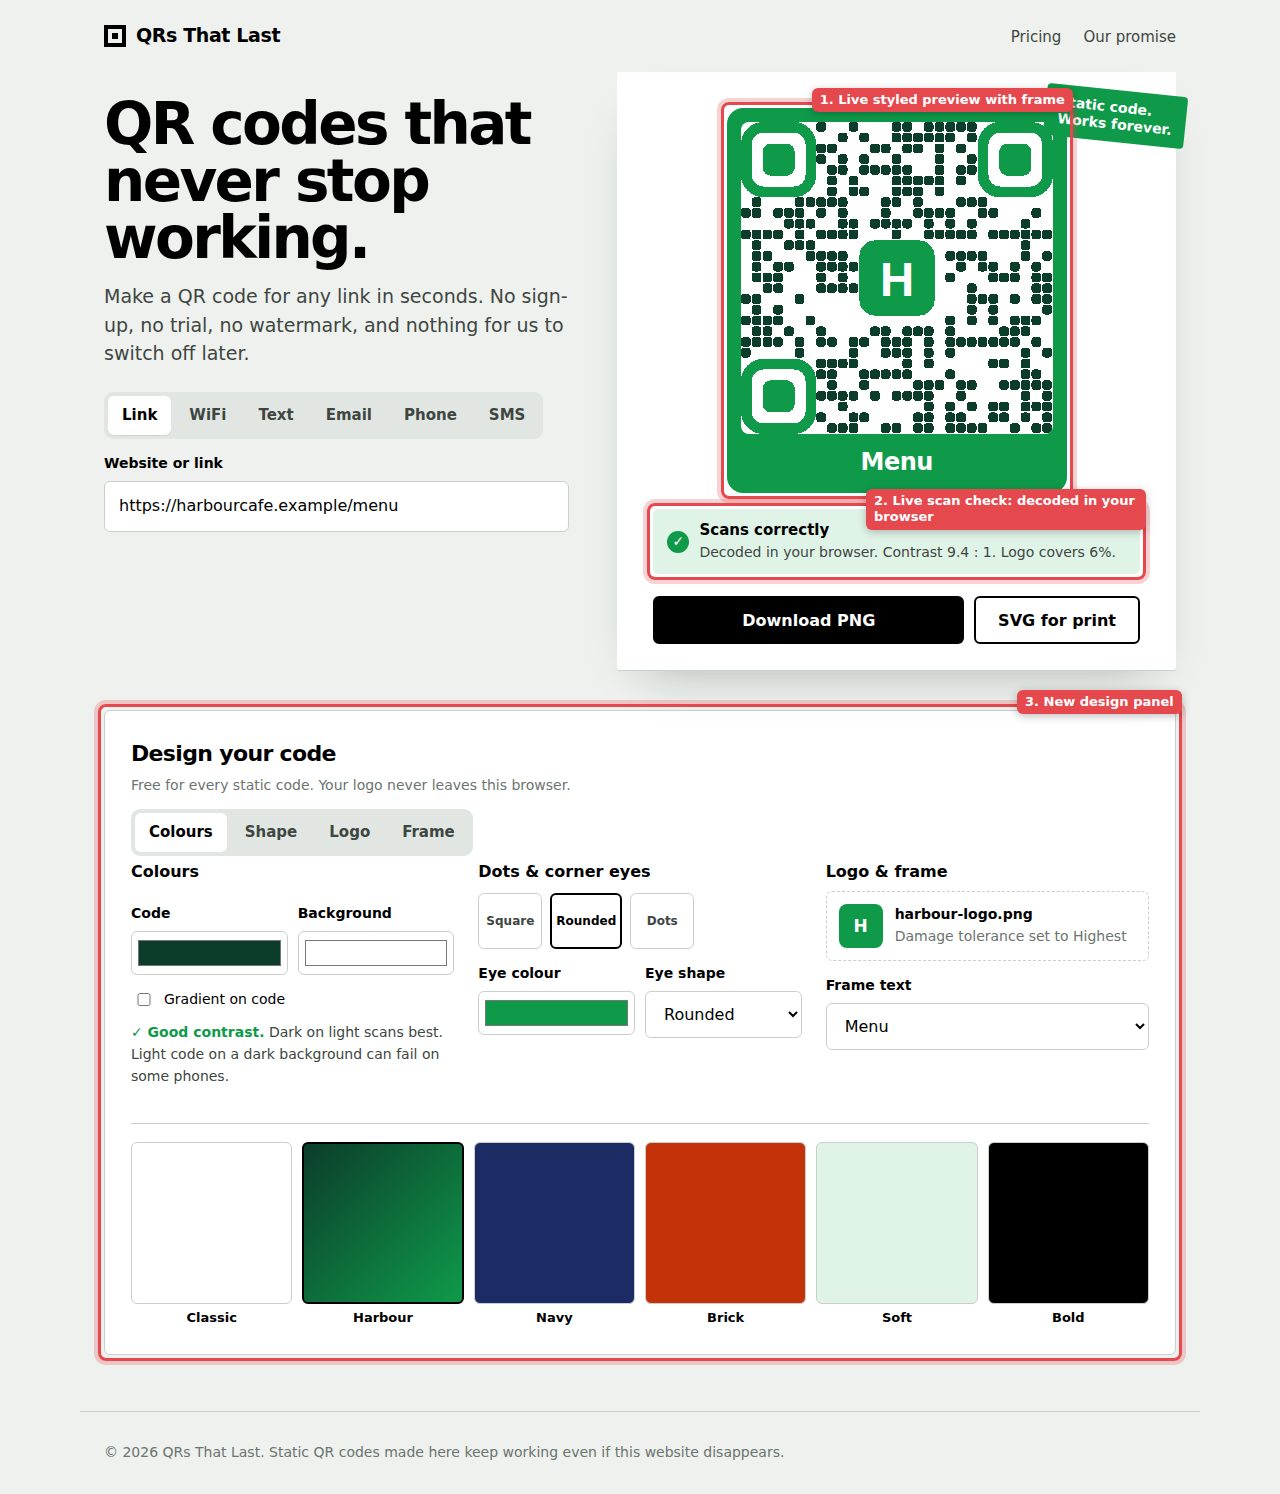 QRs That Last
Pricing
Our promise
QR codes that
never stop
working.
Make a QR code for any link in seconds. No sign-
up, no trial, no watermark, and nothing for us to
switch off later.
Link
WiFi
Text
Email
Phone
SMS
Website or link
https://harbourcafe.example/menu
1. Live styled preview with frame
tatic code.
Works forever.
H
Menu
2. Live scan check: decoded in your
browser
✓
Scans correctly
Decoded in your browser. Contrast 9.4 : 1. Logo covers 6%.
Download PNG
SVG for print
3. New design panel
Design your code
Free for every static code. Your logo never leaves this browser.
Colours
Shape
Logo
Frame
Colours
Code
Background
Gradient on code
✓ Good contrast. Dark on light scans best.
Light code on a dark background can fail on
some phones.
Dots & corner eyes
Square
Rounded
Dots
Eye colour
Eye shape
Rounded
Logo & frame
H
harbour-logo.png
Damage tolerance set to Highest
Frame text
Menu
Classic
Harbour
Navy
Brick
Soft
Bold
© 2026 QRs That Last. Static QR codes made here keep working even if this website disappears.